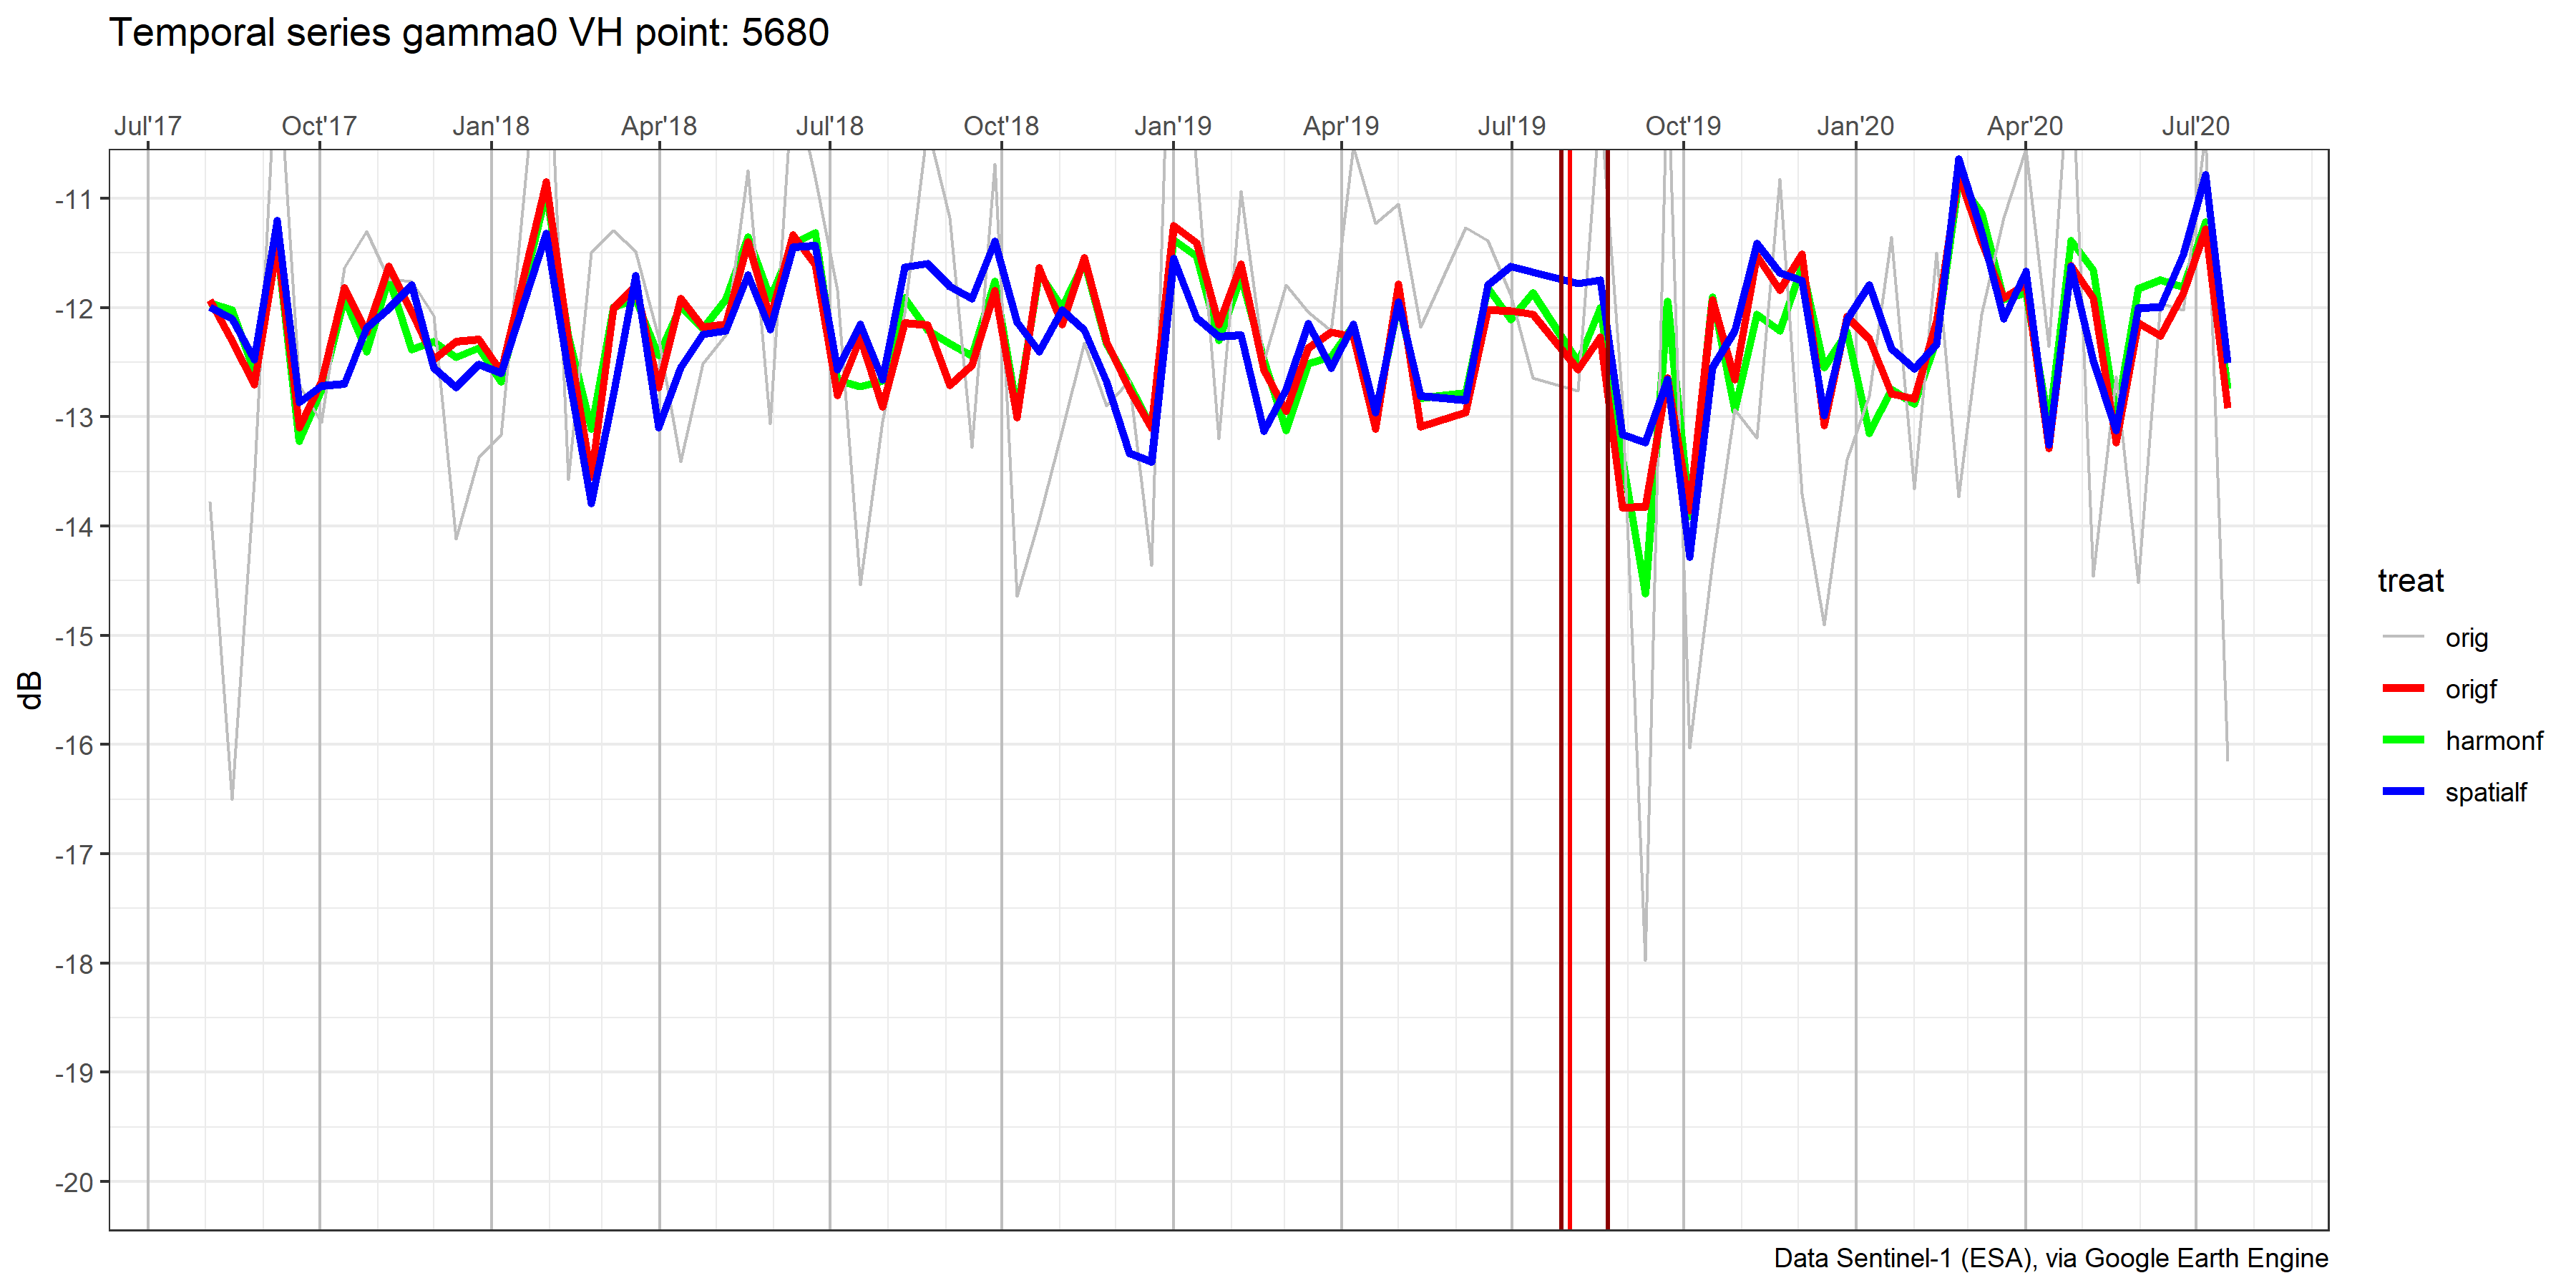 Temporal series gamma0 VH point: 5680
Jul'17 Oct'17 Jan'18 Apr'18 Jul'18 Oct'18 Jan'19 Apr'19 Jul'19 Oct'19 Jan'20 Apr'20 Jul'20
-11
-12
-13
-14
-15
-16
-17
-18
-19
-20
dB
treat
orig
origf
harmonf
spatialf
Data Sentinel-1 (ESA), via Google Earth Engine